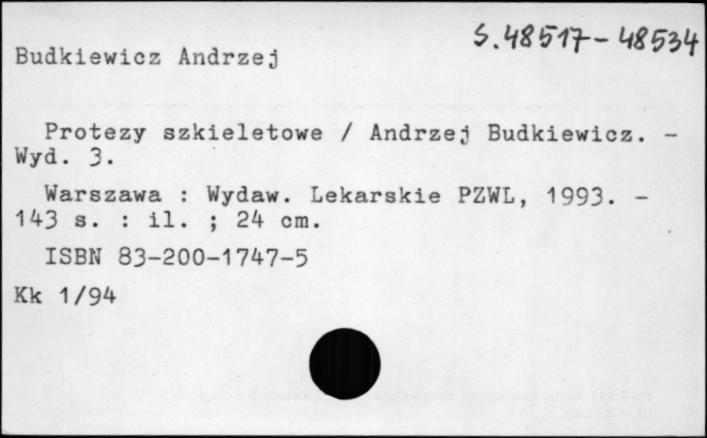 S.48517-48534
Budkiewicz Andrzej
Protezy szkieletowe / Andrzej Budkiewicz. -
Wyd. 3.
Warszawa : Wydaw. Lekarskie PZWL, 1993. -
143 s. : il. ; 24 cm.
ISBN 83-200-1747-5
Kk 1/94